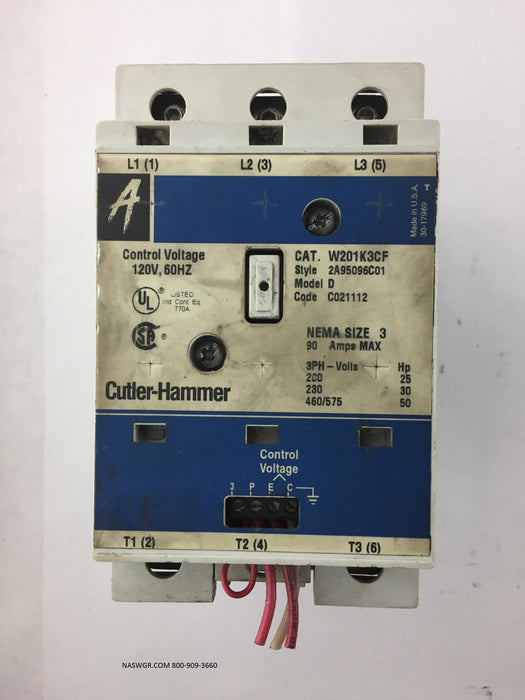 L1 (1) L2 (3) L3 (5)
A
Made in U.S.A.
30-17969
T
Control Voltage
120V, 60HZ
UL ® LISTED
Ind Cont Eq
770A
SA ®
CAT. W201K3CF
Style 2A95096C01
Model D
Code C021112
NEMA SIZE 3
90 Amps MAX
3PH - Volts Hp
200 25
230 30
460/575 50
Cutler-Hammer
Control
Voltage
3 P E C
T1 (2) T2 (4) T3 (6)
NASWGR.COM 800-909-3660